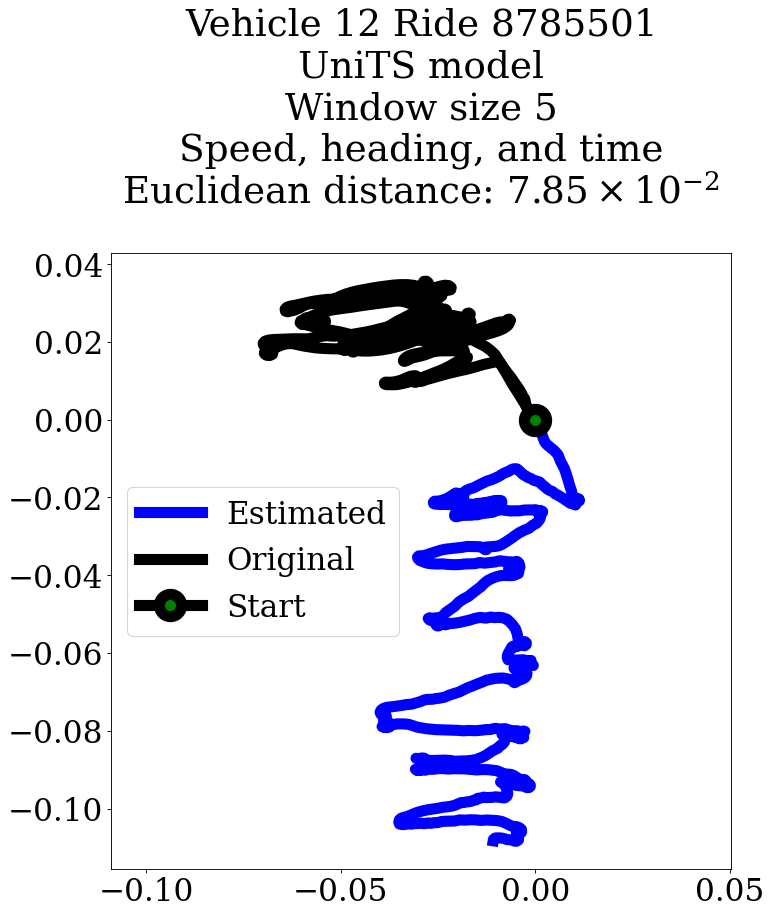 Vehicle 12 Ride 8785501
UniTS model
Window size 5
Speed, heading, and time
Euclidean distance: 7.85 × 10⁻²
0.04
0.02
0.00
−0.02
−0.04
−0.06
−0.08
−0.10
Estimated
Original
Start
−0.10 −0.05 0.00 0.05